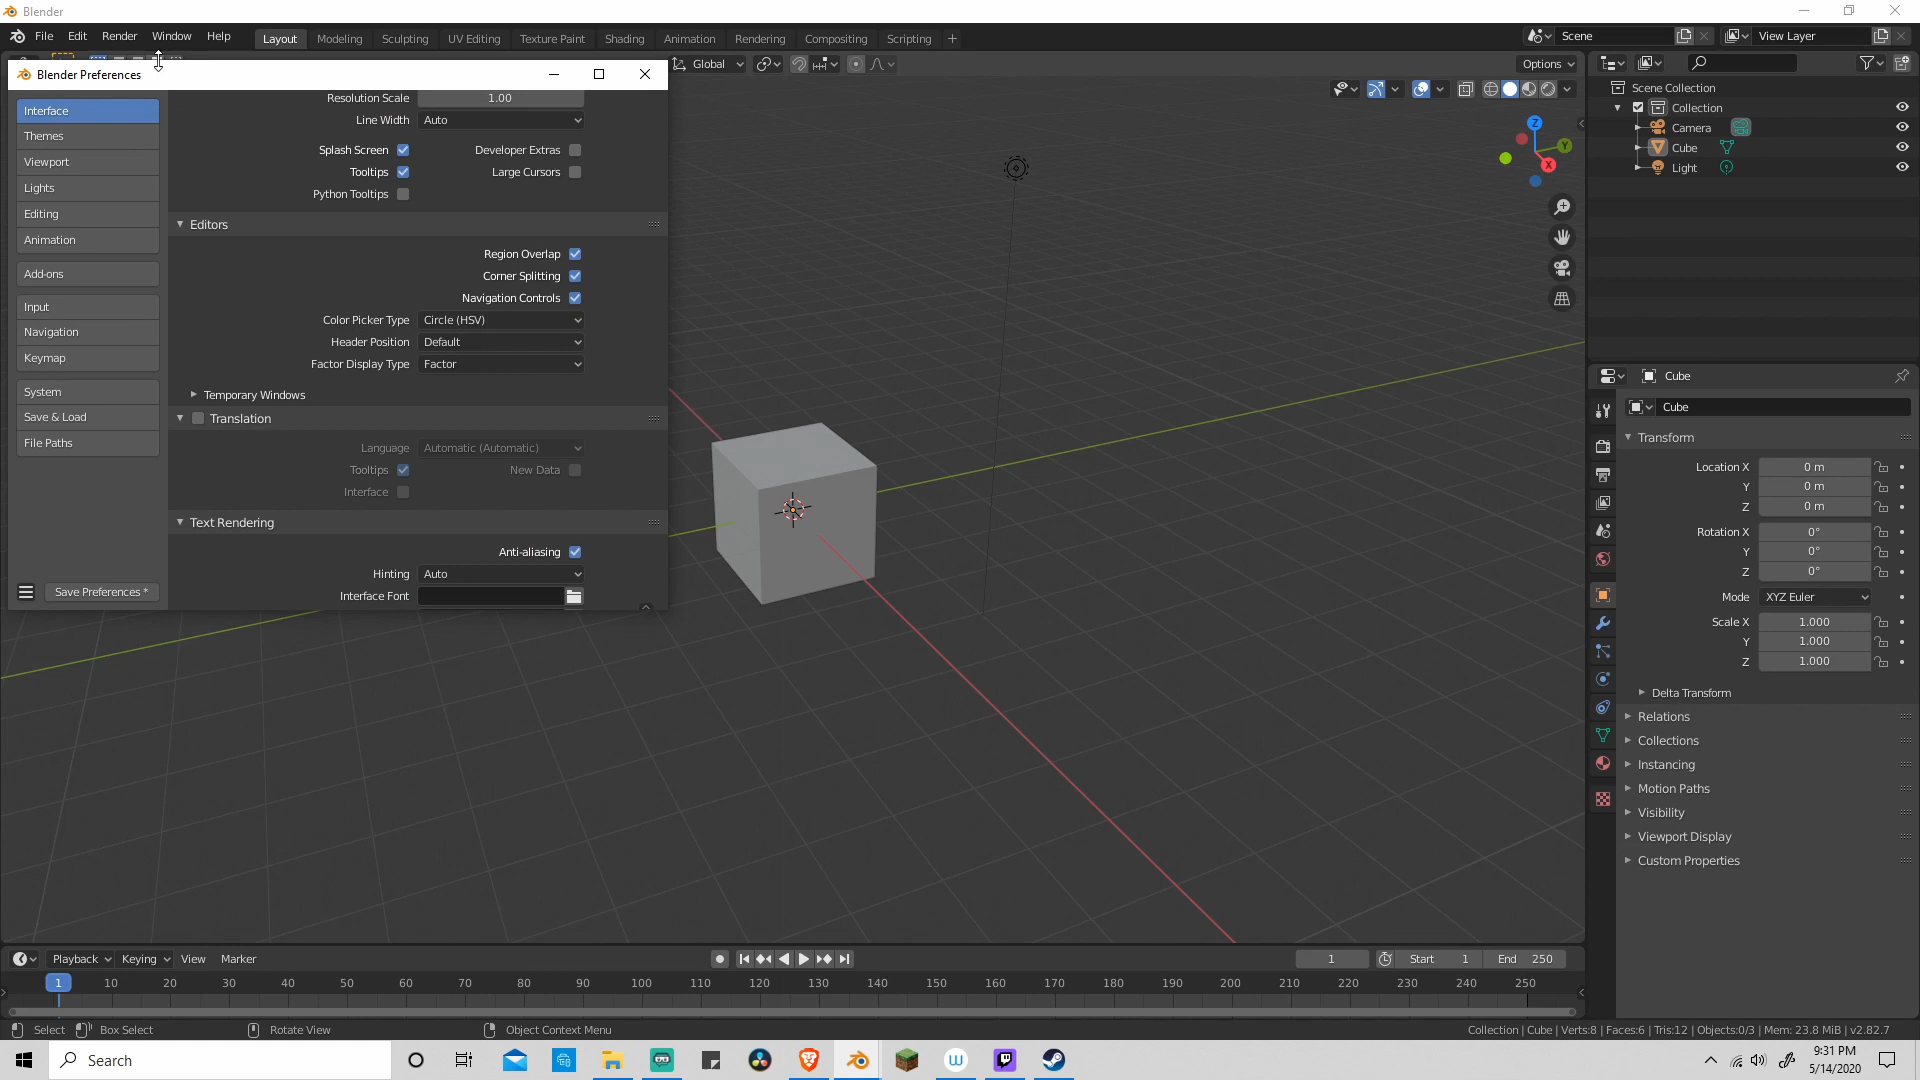 Blender
File Edit Render Window Help Layout Modeling Sculpting UV Editing Texture Paint Shading Animation Rendering Compositing Scripting + Scene View Layer
Blender Preferences Global Options
Interface
Themes
Viewport
Lights
Editing
Animation
Add-ons
Input
Navigation
Keymap
System
Save & Load
File Paths
Save Preferences *
Resolution Scale 1.00
Line Width Auto
Splash Screen Developer Extras
Tooltips Large Cursors
Python Tooltips
Editors
Region Overlap
Corner Splitting
Navigation Controls
Color Picker Type Circle (HSV)
Header Position Default
Factor Display Type Factor
Temporary Windows
Translation
Language Automatic (Automatic)
Tooltips New Data
Interface
Text Rendering
Anti-aliasing
Hinting Auto
Interface Font
Z
Y
X
Scene Collection
Collection
Camera
Cube
Light
Cube
Cube
Transform
Location X 0 m
Y 0 m
Z 0 m
Rotation X 0°
Y 0°
Z 0°
Mode XYZ Euler
Scale X 1.000
Y 1.000
Z 1.000
Delta Transform
Relations
Collections
Instancing
Motion Paths
Visibility
Viewport Display
Custom Properties
Playback Keying View Marker 1 Start 1 End 250
1 10 20 30 40 50 60 70 80 90 100 110 120 130 140 150 160 170 180 190 200 210 220 230 240 250
Select Box Select Rotate View Object Context Menu Collection | Cube | Verts:8 | Faces:6 | Tris:12 | Objects:0/3 | Mem: 23.8 MiB | v2.82.7
Search W 9:31 PM
5/14/2020